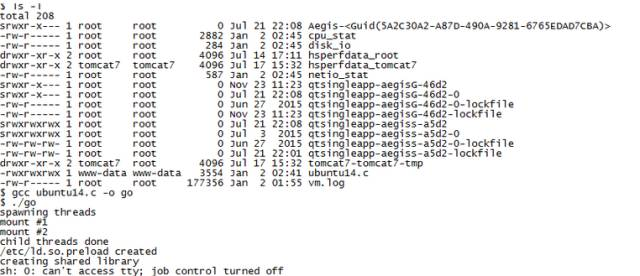 $ ls -l
total 208
srwxr-x--- 1 root root 0 Jul 21 22:08 Aegis-<Guid(5A2C30A2-A87D-490A-9281-6765EDAD7CBA)>
-rw-r----- 1 root root 2882 Jan 2 02:45 cpu_stat
-rw-r----- 1 root root 284 Jan 2 02:45 disk_io
drwxr-xr-x 2 root root 4096 Jul 14 17:11 hsperfdata_root
drwxr-xr-x 2 tomcat7 tomcat7 4096 Jul 17 15:32 hsperfdata_tomcat7
-rw-r----- 1 root root 587 Jan 2 02:45 netio_stat
srwxr-x--- 1 root root 0 Nov 23 11:23 qtsingleapp-aegisG-46d2
srwxr-x--- 1 root root 0 Jul 21 22:08 qtsingleapp-aegisG-46d2-0
-rw-r----- 1 root root 0 Jun 27 2015 qtsingleapp-aegisG-46d2-0-lockfile
-rw-r----- 1 root root 0 Nov 23 11:23 qtsingleapp-aegisG-46d2-lockfile
srwxrwxrwx 1 root root 0 Jul 21 22:08 qtsingleapp-aegiss-a5d2
srwxrwxrwx 1 root root 0 Jul 3 2015 qtsingleapp-aegiss-a5d2-0
-rw-rw-rw- 1 root root 0 Jun 27 2015 qtsingleapp-aegiss-a5d2-0-lockfile
-rw-rw-rw- 1 root root 0 Jul 21 22:01 qtsingleapp-aegiss-a5d2-lockfile
drwxr-xr-x 2 tomcat7 root 4096 Jul 17 15:32 tomcat7-tomcat7-tmp
-rwxrwxrwx 1 www-data www-data 3554 Jan 2 02:41 ubuntu14.c
-rw-r----- 1 root root 177356 Jan 2 01:55 vm.log
$ gcc ubuntu14.c -o go
$ ./go
spawning threads
mount #1
mount #2
child threads done
/etc/ld.so.preload created
creating shared library
sh: 0: can't access tty; job control turned off